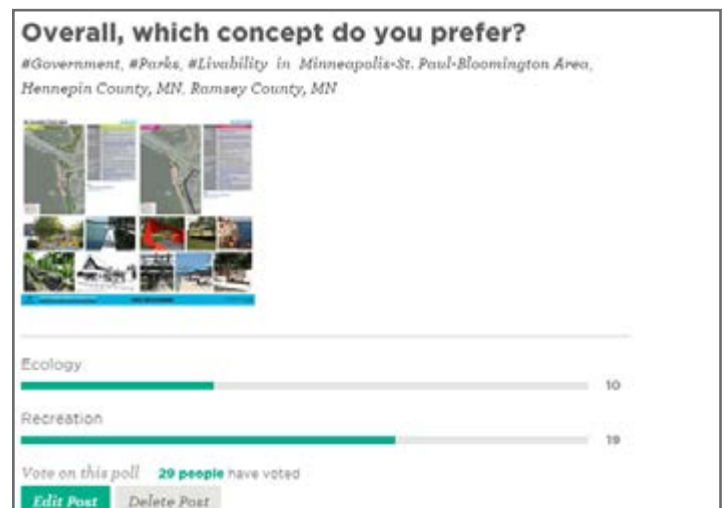 Overall, which concept do you prefer?
#Government, #Parks, #Livability in Minneapolis-St. Paul-Bloomington Area,
Hennepin County, MN, Ramsey County, MN
Ecology
10
Recreation
19
Vote on this poll 29 people have voted
Edit Post Delete Post